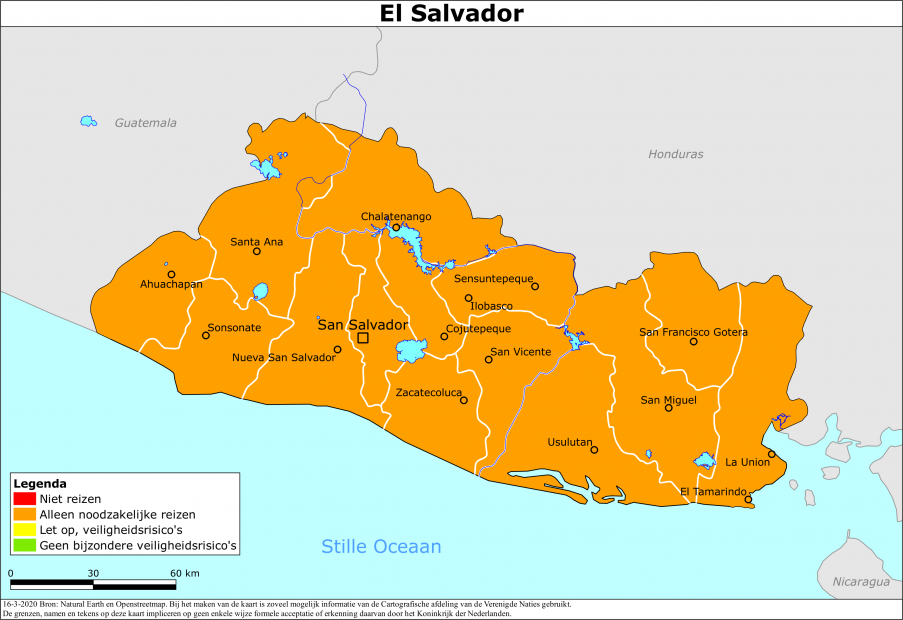 El Salvador
Guatemala
Honduras
Chalatenango
Santa Ana
Sensuntepeque
Ahuachapan
Ilobasco
San Salvador
Sonsonate
Cojutepeque
San Francisco Gotera
Nueva San Salvador
San Vicente
Zacatecoluca
San Miguel
Usulutan
La Union
El Tamarindo
Legenda
Niet reizen
Alleen noodzakelijke reizen
Let op, veiligheidsrisico's
Geen bijzondere veiligheidsrisico's
Stille Oceaan
0 30 60 km
Nicaragua
16-3-2020 Bron: Natural Earth en Openstreetmap. Bij het maken van de kaart is zoveel mogelijk informatie van de Cartografische afdeling van de Verenigde Naties gebruikt.
De grenzen, namen en tekens op deze kaart impliceren op geen enkele wijze formele acceptatie of erkenning daarvan door het Koninkrijk der Nederlanden.